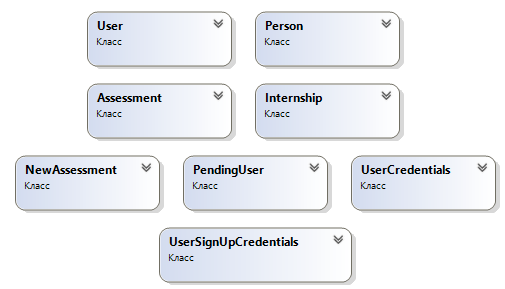 User
Класс
Person
Класс
Assessment
Класс
Internship
Класс
NewAssessment
Класс
PendingUser
Класс
UserCredentials
Класс
UserSignUpCredentials
Класс